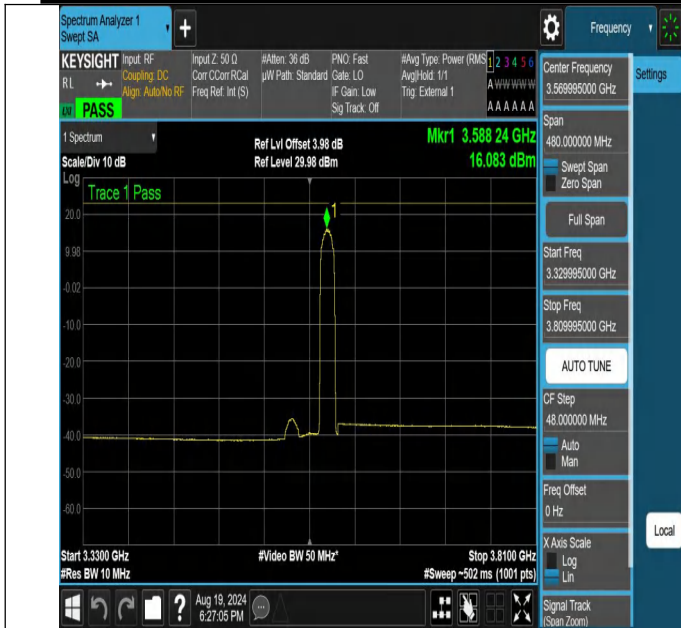 Spectrum Analyzer 1
Swept SA
Frequency
KEYSIGHT
RL
LXI
PASS
Input: RF
Coupling: DC
Align: Auto/No RF
Input Z: 50 Ω
Corr CCorr RCal
Freq Ref: Int (S)
#Atten: 36 dB
µW Path: Standard
PNO: Fast
Gate: LO
IF Gain: Low
Sig Track: Off
#Avg Type: Power (RMS
Avg|Hold: 1/1
Trig: External 1
1 2 3 4 5 6
A W W W W W
A A A A A A
1 Spectrum
Scale/Div 10 dB
Ref Lvl Offset 3.98 dB
Ref Level 29.98 dBm
Mkr1 3.588 24 GHz
16.083 dBm
Log
Trace 1 Pass
1
20.0
9.98
-0.02
-10.0
-20.0
-30.0
-40.0
-50.0
-60.0
Start 3.3300 GHz
#Res BW 10 MHz
#Video BW 50 MHz*
Stop 3.8100 GHz
#Sweep ~502 ms (1001 pts)
?
Aug 19, 2024
6:27:05 PM
Center Frequency
3.569995000 GHz
Settings
Span
480.000000 MHz
Swept Span
Zero Span
Full Span
Start Freq
3.329995000 GHz
Stop Freq
3.809995000 GHz
AUTO TUNE
CF Step
48.000000 MHz
Auto
Man
Freq Offset
0 Hz
Local
X Axis Scale
Log
Lin
Signal Track
(Span Zoom)